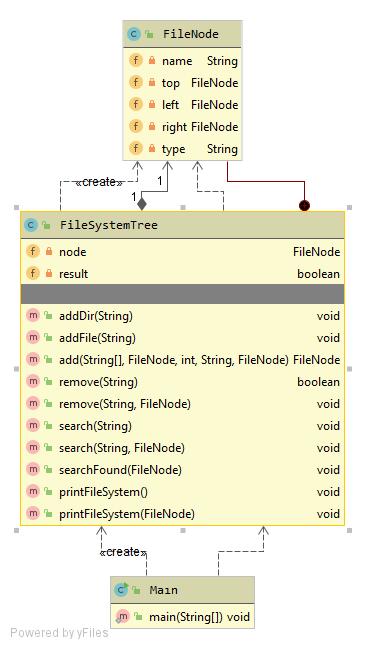 FileNode
name String
top FileNode
left FileNode
right FileNode
type String
«create»
1
1
FileSystemTree
node FileNode
result boolean
addDir(String) void
addFile(String) void
add(String[], FileNode, int, String, FileNode) FileNode
remove(String) boolean
remove(String, FileNode) void
search(String) void
search(String, FileNode) void
searchFound(FileNode) void
printFileSystem() void
printFileSystem(FileNode) void
«create»
Main
main(String[]) void
Powered by yFiles